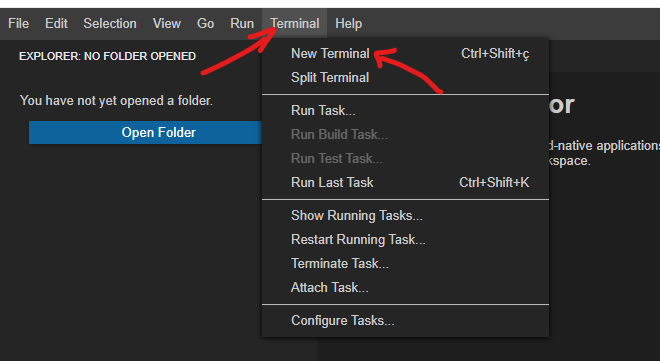 File Edit Selection View Go Run Terminal Help
EXPLORER: NO FOLDER OPENED
You have not yet opened a folder.
Open Folder
New Terminal Ctrl+Shift+ç
Split Terminal
Run Task...
Run Build Task...
Run Test Task...
Run Last Task Ctrl+Shift+K
Show Running Tasks...
Restart Running Task...
Terminate Task...
Attach Task...
Configure Tasks...
or
d-native applications
kspace.